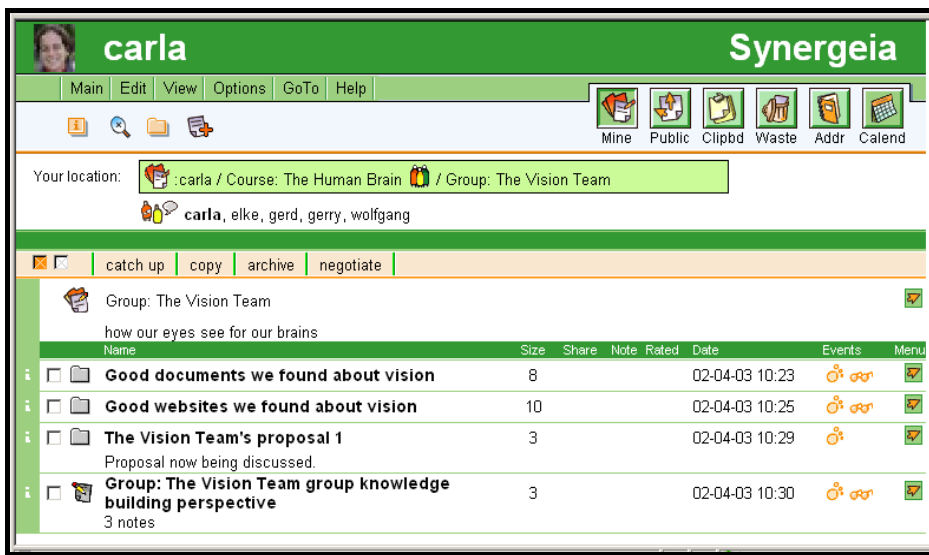 carla Synergeia
Main Edit View Options GoTo Help
Mine Public Clipbd Waste Addr Calend
Your location: :carla / Course: The Human Brain / Group: The Vision Team
carla, elke, gerd, gerry, wolfgang
catch up copy archive negotiate
Group: The Vision Team
how our eyes see for our brains
Name Size Share Note Rated Date Events Menu
Good documents we found about vision 8 02-04-03 10:23
Good websites we found about vision 10 02-04-03 10:25
The Vision Team's proposal 1 3 02-04-03 10:29
Proposal now being discussed.
Group: The Vision Team group knowledge
building perspective 3 02-04-03 10:30
3 notes